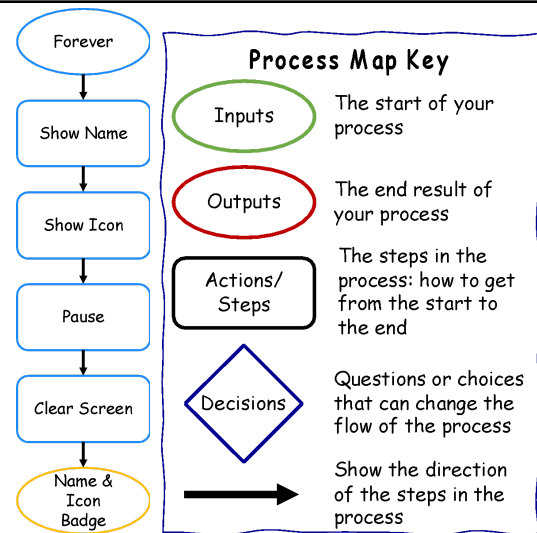 Forever
Show Name
Show Icon
Pause
Clear Screen
Name &
Icon
Badge
Process Map Key
Inputs
The start of your
process
Outputs
The end result of
your process
Actions/
Steps
The steps in the
process: how to get
from the start to
the end
Decisions
Questions or choices
that can change the
flow of the process
Show the direction
of the steps in the
process